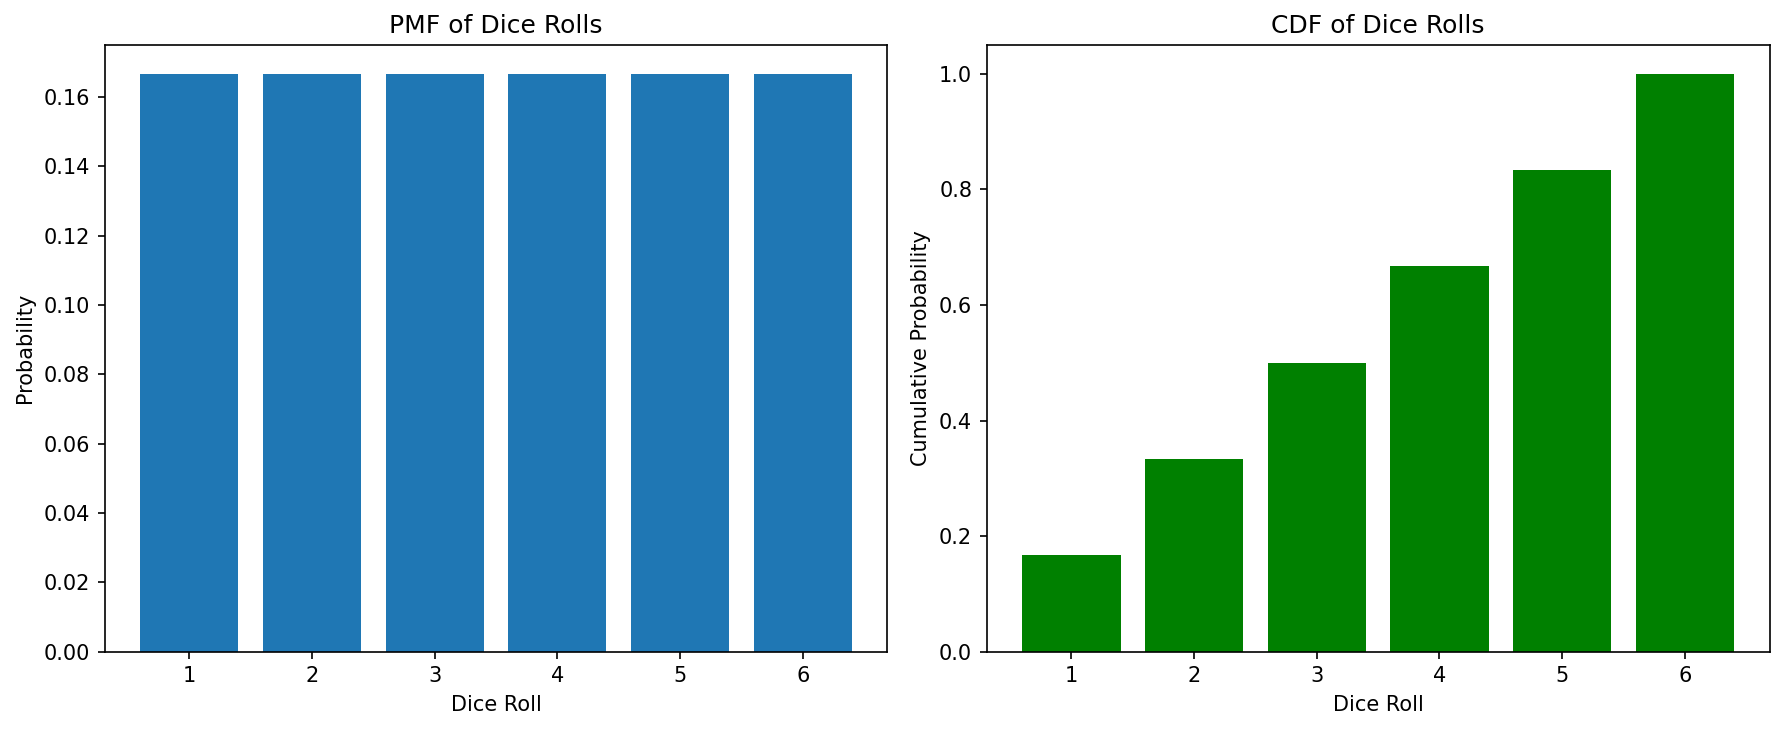 PMF of Dice Rolls
0.16
0.14
0.12
0.10
0.08
0.06
0.04
0.02
0.00
Probability
1 2 3 4 5 6
Dice Roll
CDF of Dice Rolls
1.0
0.8
0.6
0.4
0.2
0.0
Cumulative Probability
1 2 3 4 5 6
Dice Roll